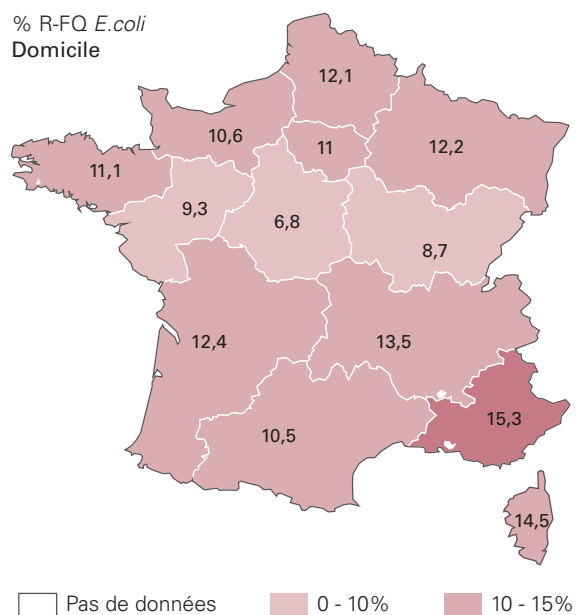 % R-FQ E.coli
Domicile
12,1
10,6
11
12,2
11,1
9,3
6,8
8,7
12,4
13,5
10,5
15,3
14,5
Pas de données
0 - 10%
10 - 15%